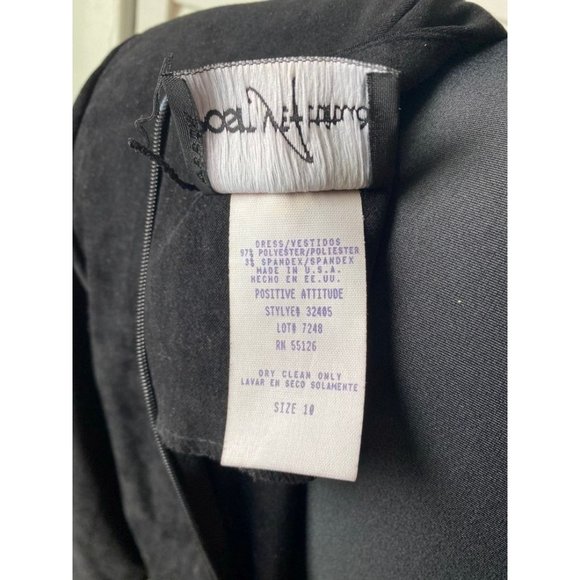 DRESS/VESTIDOS
97% POLYESTER/POLIESTER
3% SPANDEX/SPANDEX
MADE IN U.S.A.
HECHO EN EE.UU.
POSITIVE ATTITUDE
STYLYE# 32405
LOT# 7248
RN 55126
DRY CLEAN ONLY
LAVAR EN SECO SOLAMENTE
SIZE 10